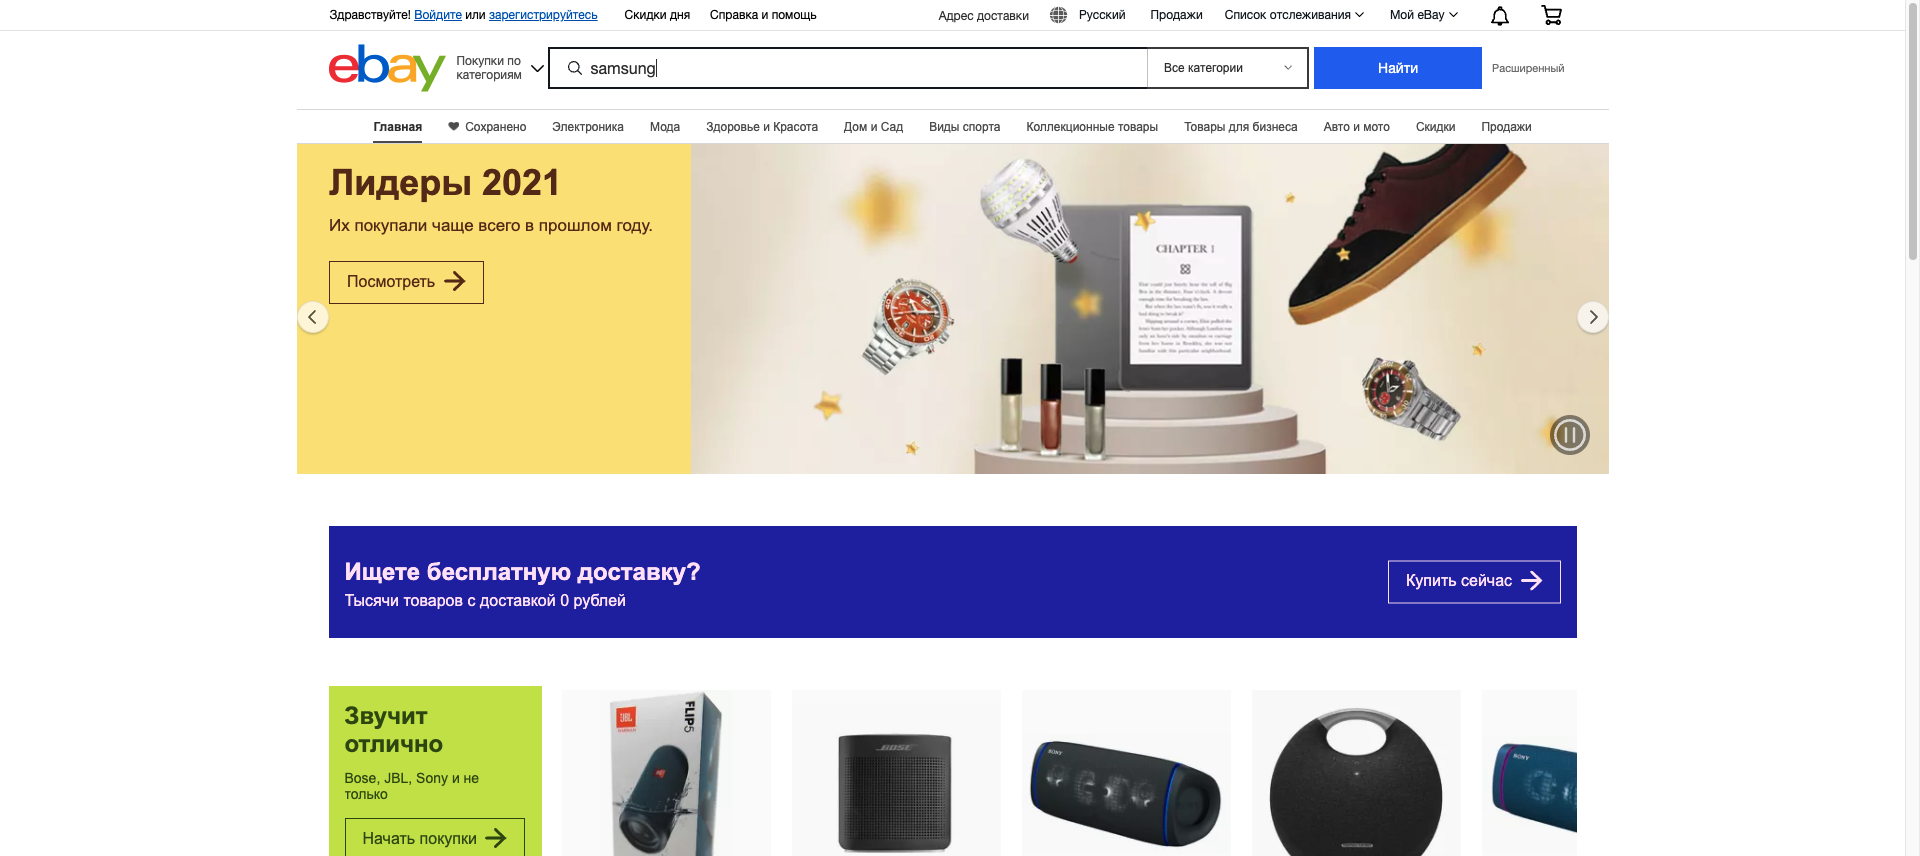 Здравствуйте! Войдите или зарегистрируйтесь Скидки дня Справка и помощь Адрес доставки Русский Продажи Список отслеживания Мой eBay
ebay
Покупки по
категориям
samsung
Все категории
Найти
Расширенный
Главная Сохранено Электроника Мода Здоровье и Красота Дом и Сад Виды спорта Коллекционные товары Товары для бизнеса Авто и мото Скидки Продажи
Лидеры 2021
Их покупали чаще всего в прошлом году.
Посмотреть
CHAPTER 1
Ищете бесплатную доставку?
Тысячи товаров с доставкой 0 рублей
Купить сейчас
Звучит
отлично
Bose, JBL, Sony и не
только
Начать покупки
JBL
FLIP5
BOSE
SONY
SONY